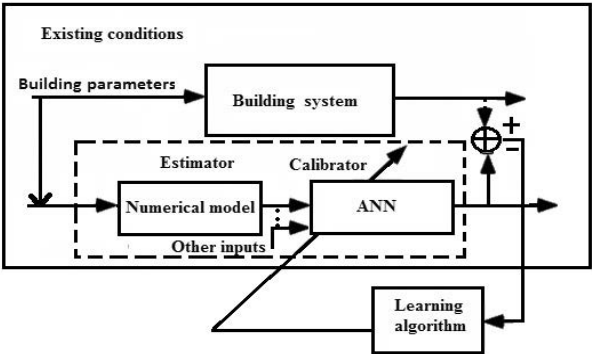 Existing conditions
Building parameters
Building system
+
-
Estimator
Calibrator
Numerical model
ANN
Other inputs
Learning
algorithm